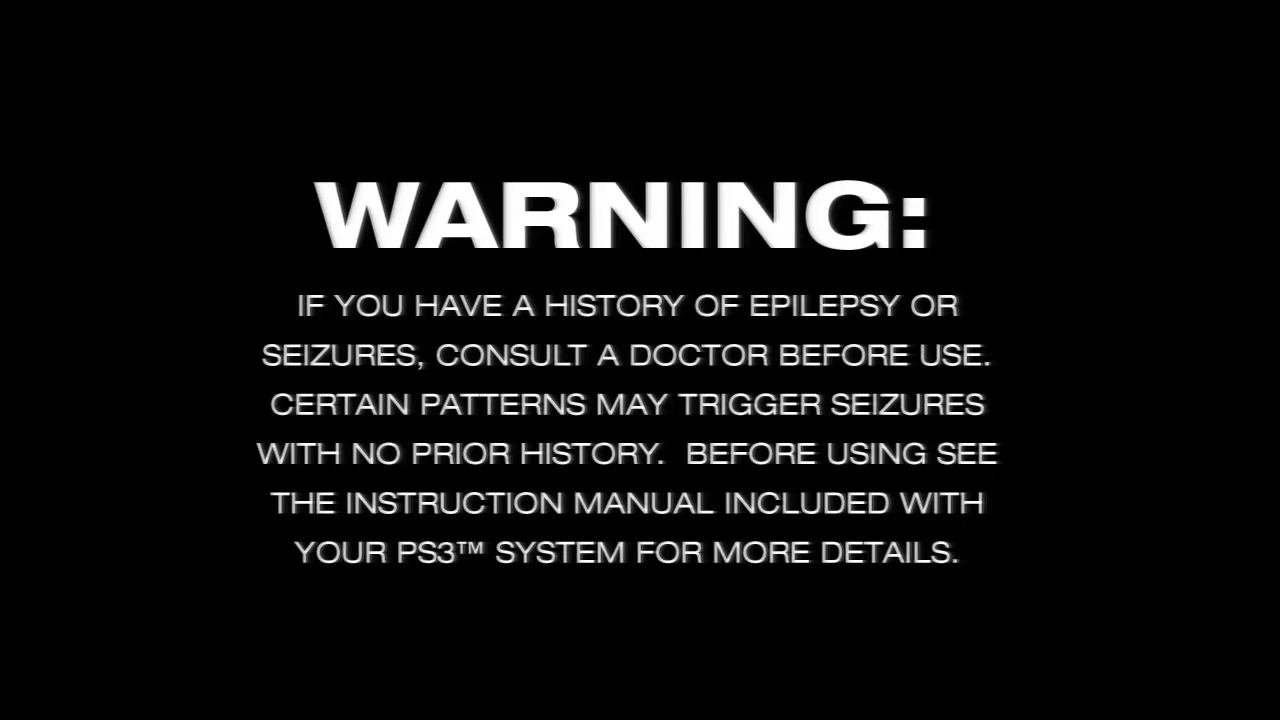 WARNING:
IF YOU HAVE A HISTORY OF EPILEPSY OR
SEIZURES, CONSULT A DOCTOR BEFORE USE.
CERTAIN PATTERNS MAY TRIGGER SEIZURES
WITH NO PRIOR HISTORY.  BEFORE USING SEE
THE INSTRUCTION MANUAL INCLUDED WITH
YOUR PS3™ SYSTEM FOR MORE DETAILS.